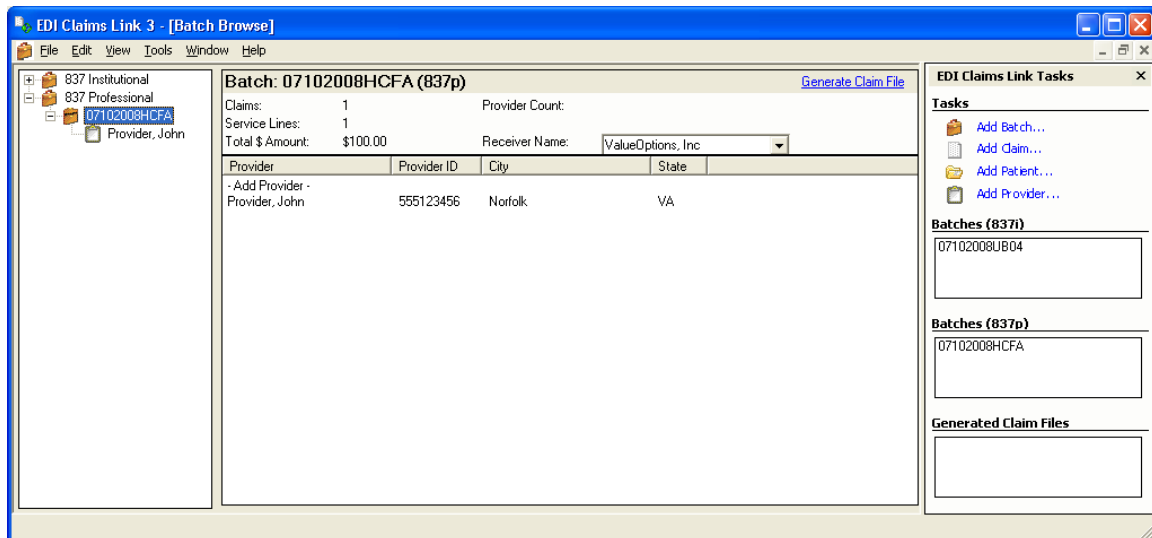 EDI Claims Link 3 - [Batch Browse]
File Edit View Tools Window Help
837 Institutional
837 Professional
07102008HCFA
Provider, John
Batch: 07102008HCFA (837p)
Generate Claim File
Claims: 1 Provider Count:
Service Lines: 1
Total $ Amount: $100.00 Receiver Name: ValueOptions, Inc
Provider Provider ID City State
- Add Provider -
Provider, John 555123456 Norfolk VA
EDI Claims Link Tasks
Tasks
Add Batch...
Add Claim...
Add Patient...
Add Provider...
Batches (837i)
07102008UB04
Batches (837p)
07102008HCFA
Generated Claim Files